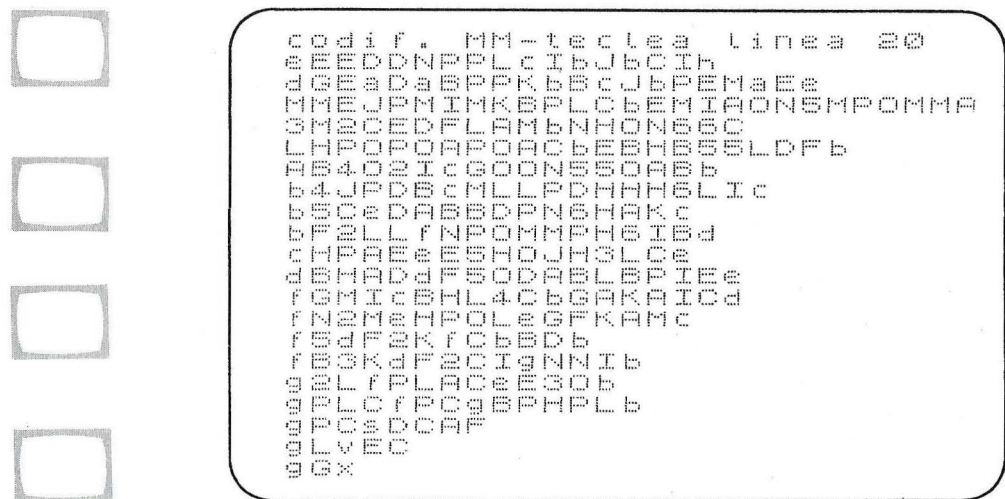 codif. MM-teclea linea 20
eEEDDNPPLcIbJbCIh
dGEaDaBPPKbBcJbPEMaEe
MMEJPMIMKBPLCbEMIAON5MPOMMA
3M2CEDFLAMbNHON66C
LHPOPOAPOACbEBHB55LDFb
AB4O2IcGOON55OABb
b4JPDBcMLLPDHHH6LIc
b5CeDABBDPN6HAKc
bF2LLfNPOMMPH6IBd
cHPAEeE5HOJH3LCe
dBHADdF5ODABLBPIEe
fGMIcBHL4CbGAKAICd
fN2MeHPOLeGFKAMc
f5dF2KfCbBDb
fB3KdF2CIgNNIb
g2LfPLACeE3Ob
gPLCfPCgBPHPLb
gPCsDCAF
gLvEC
gGx